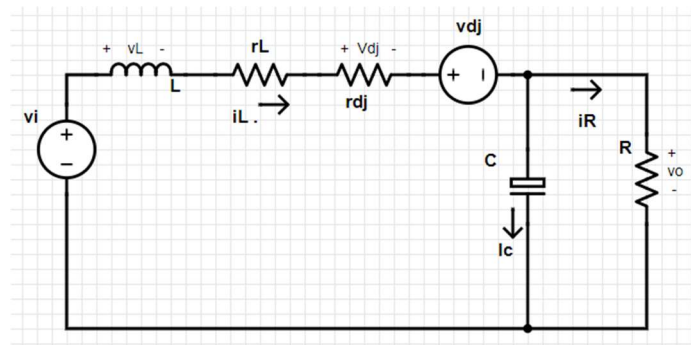 vdj
+ vL -
rL
+ Vdj -
+ -
L
iL .
rdj
iR
vi
+
-
C
R
+
vo
-
Ic